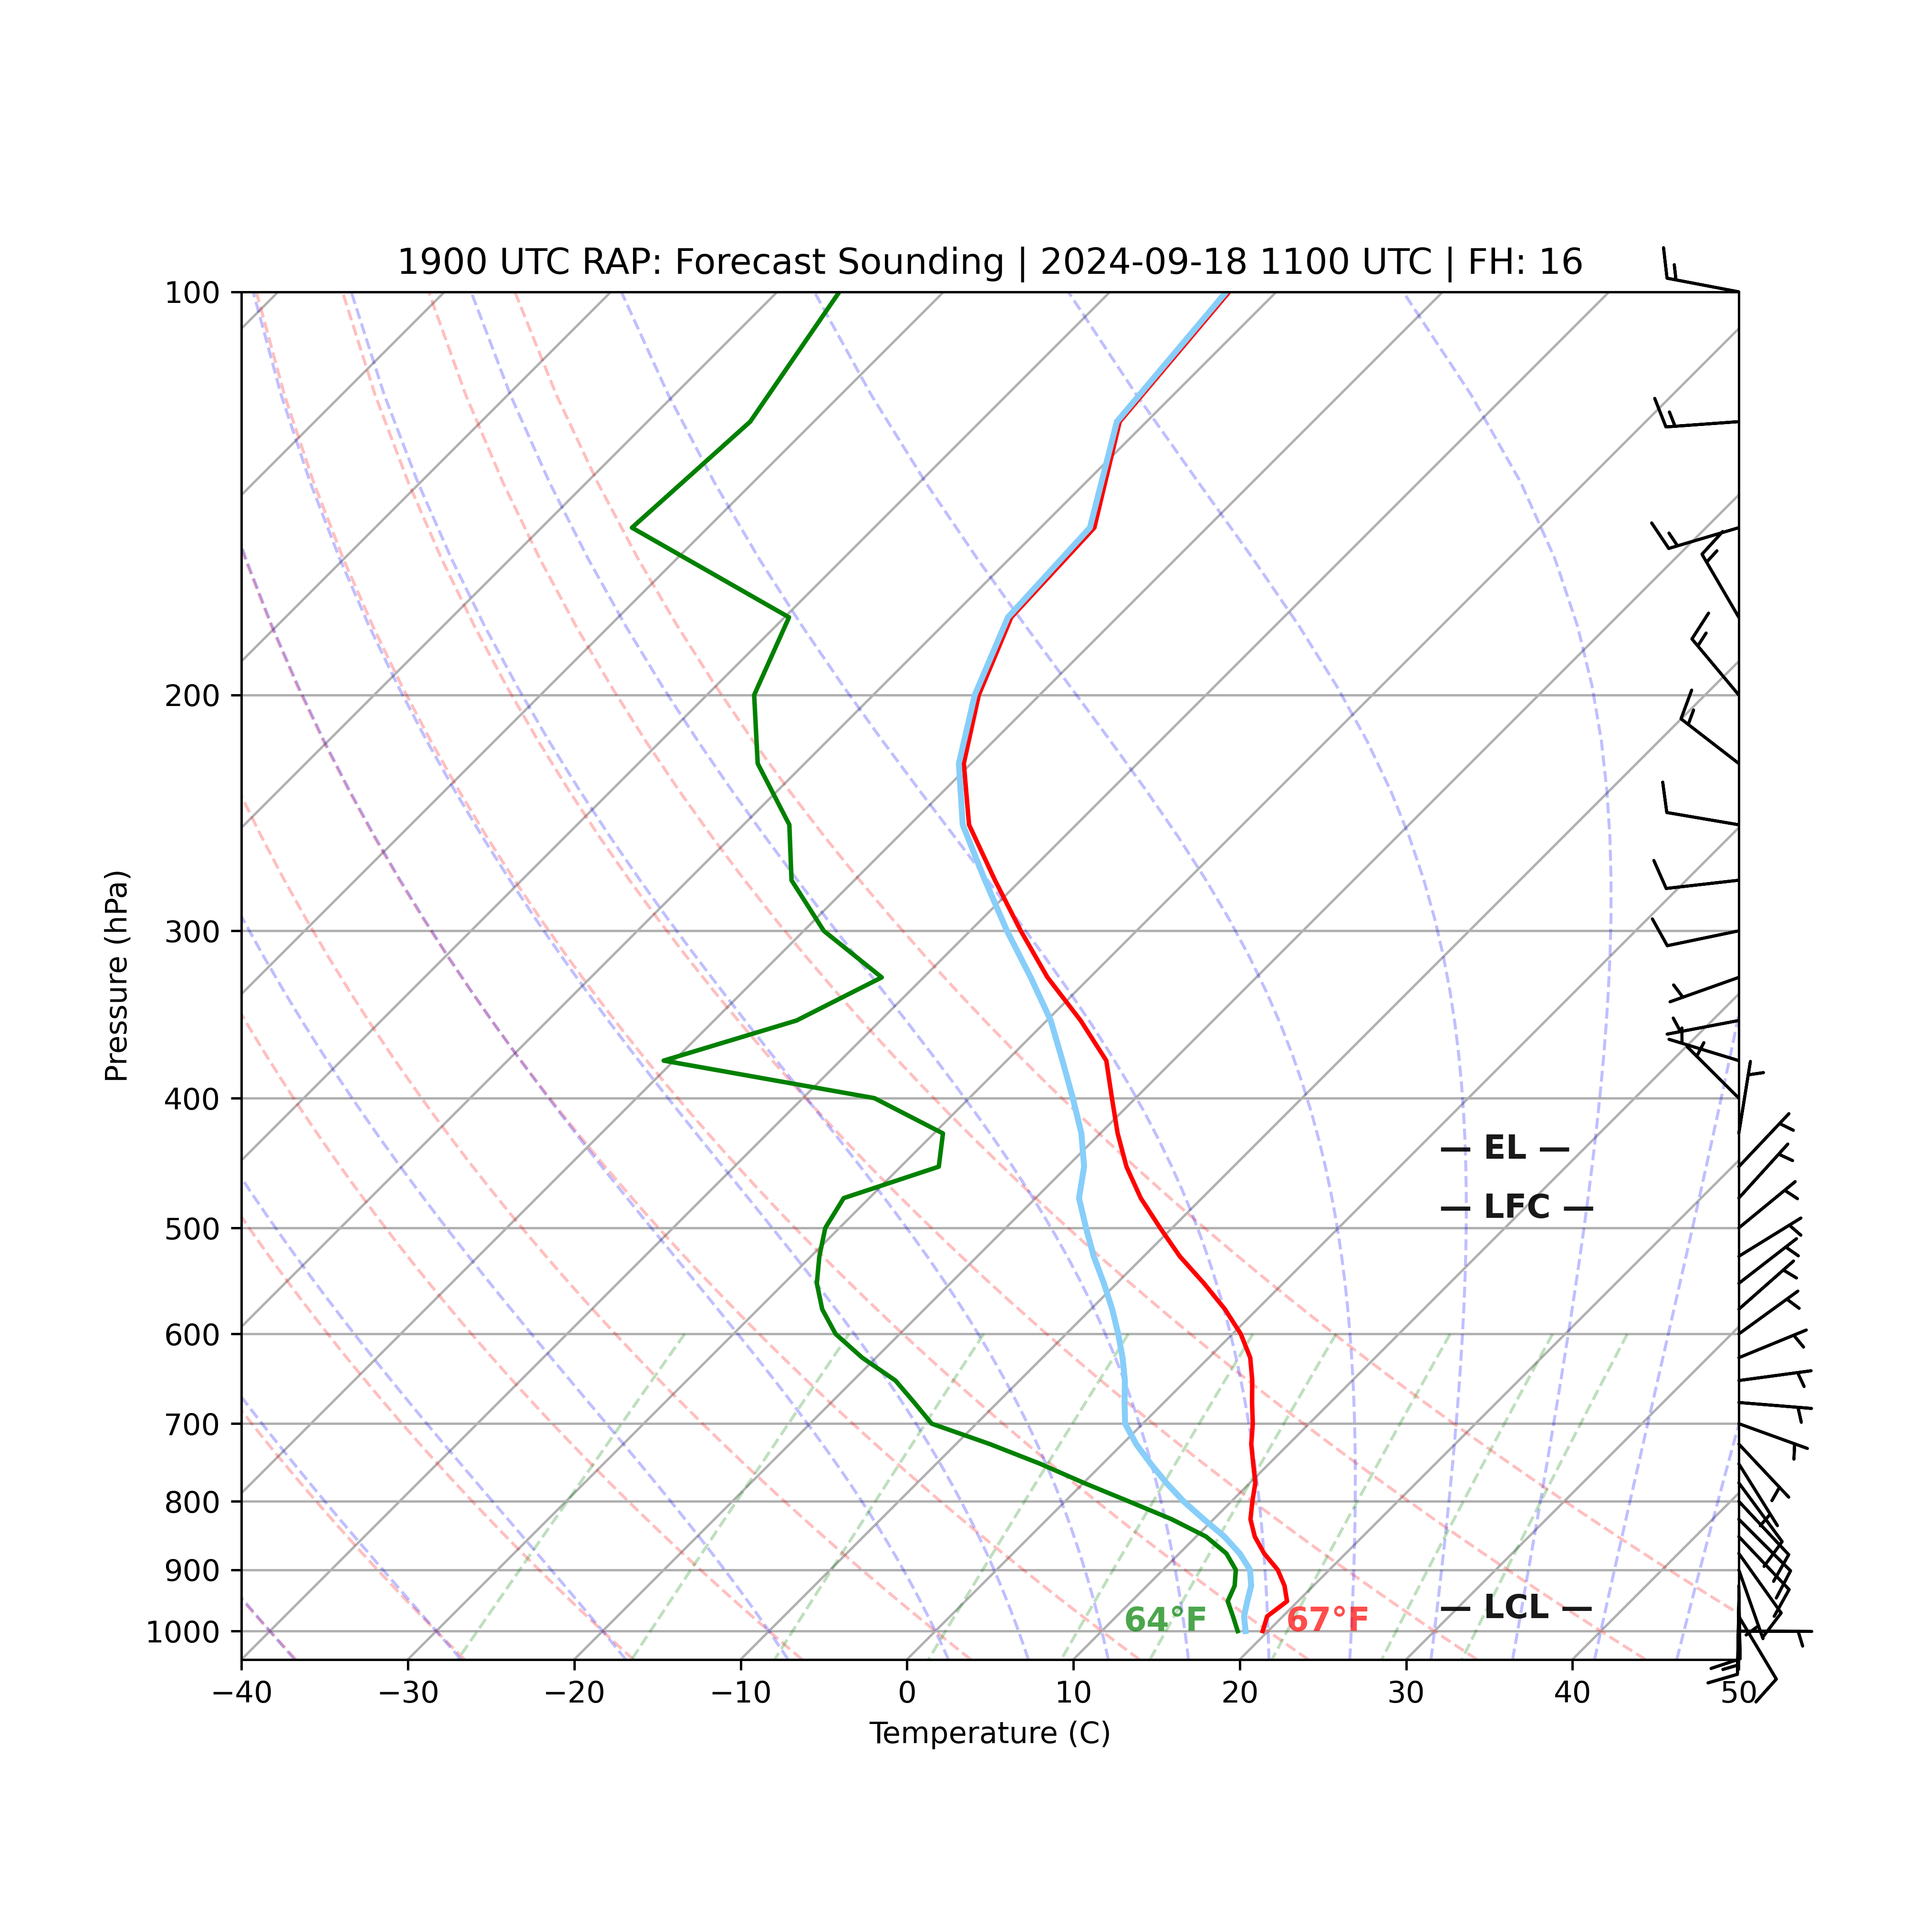 1900 UTC RAP: Forecast Sounding | 2024-09-18 1100 UTC | FH: 16
100
200
300
400
500
600
700
800
900
1000
Pressure (hPa)
— EL —
— LFC —
— LCL —
64°F
67°F
−40
−30
−20
−10
0
10
20
30
40
50
Temperature (C)